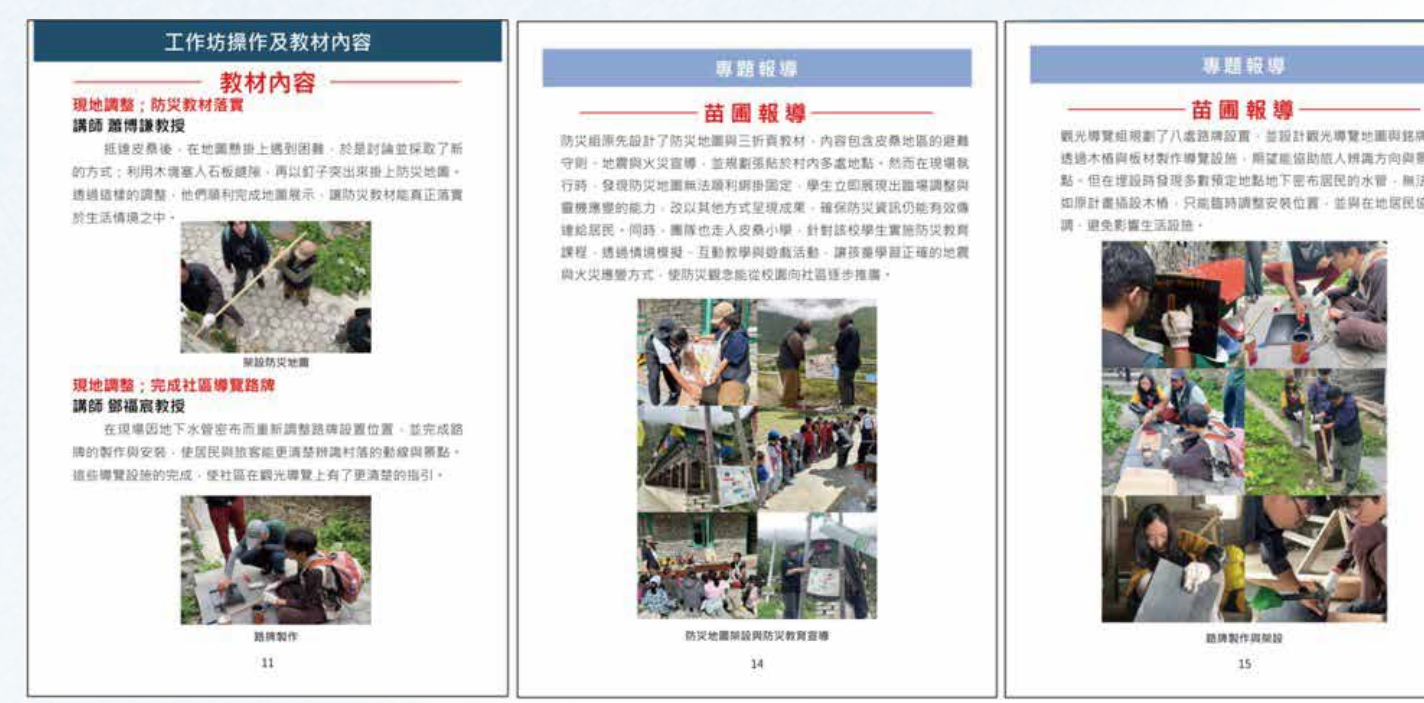 工作坊操作及教材內容
教材內容
現地調整；防災教材落實
講師 蕭博謙教授
抵達皮桑後，在地圖懸掛上遇到困難，於是討論並採取了新
的方式：利用木塊塞入石板縫隙，再以釘子突出來掛上防災地圖。
透過這樣的調整，他們順利完成地圖展示，讓防災教材能真正落實
於生活情境之中。
架設防災地圖
現地調整；完成社區導覽路牌
講師 鄧福宸教授
在現場因地下水管密布而重新調整路牌設置位置，並完成路
牌的製作與安裝，使居民與旅客能更清楚辨識村落的動線與景點。
這些導覽設施的完成，使社區在觀光導覽上有了更清楚的指引。
路牌製作
11
專題報導
苗圃報導
防災組原先設計了防災地圖與三折頁教材，內容包含皮桑地區的避難
守則、地震與火災宣導，並規劃張貼於村內多處地點。然而在現場執
行時，發現防災地圖無法順利綁掛固定，學生立即展現出臨場調整與
靈機應變的能力，改以其他方式呈現成果，確保防災資訊仍能有效傳
達給居民。同時，團隊也走入皮桑小學，針對該校學生實施防災教育
課程，透過情境模擬、互動教學與遊戲活動，讓孩童學習正確的地震
與火災應變方式，使防災觀念能從校園向社區逐步推廣。
防災地圖架設與防災教育宣導
14
專題報導
苗圃報導
觀光導覽組規劃了八處路牌設置，並設計觀光導覽地圖與銘牌
透過木樁與板材製作導覽設施，期望能協助旅人辨識方向與景
點。但在埋設時發現多數預定地點地下密布居民的水管，無法
如原計畫插設木樁，只能臨時調整安裝位置，並與在地居民協
調，避免影響生活設施。
路牌製作與架設
15